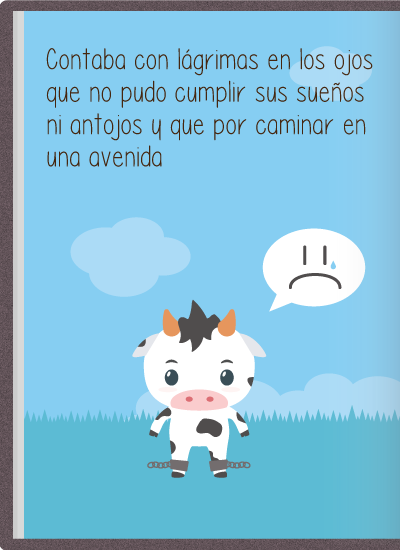 Contaba con lágrimas en los ojos
que no pudo cumplir sus sueños
ni antojos y que por caminar en
una avenida